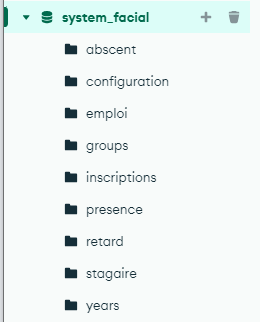 system_facial
abscent
configuration
emploi
groups
inscriptions
presence
retard
stagaire
years